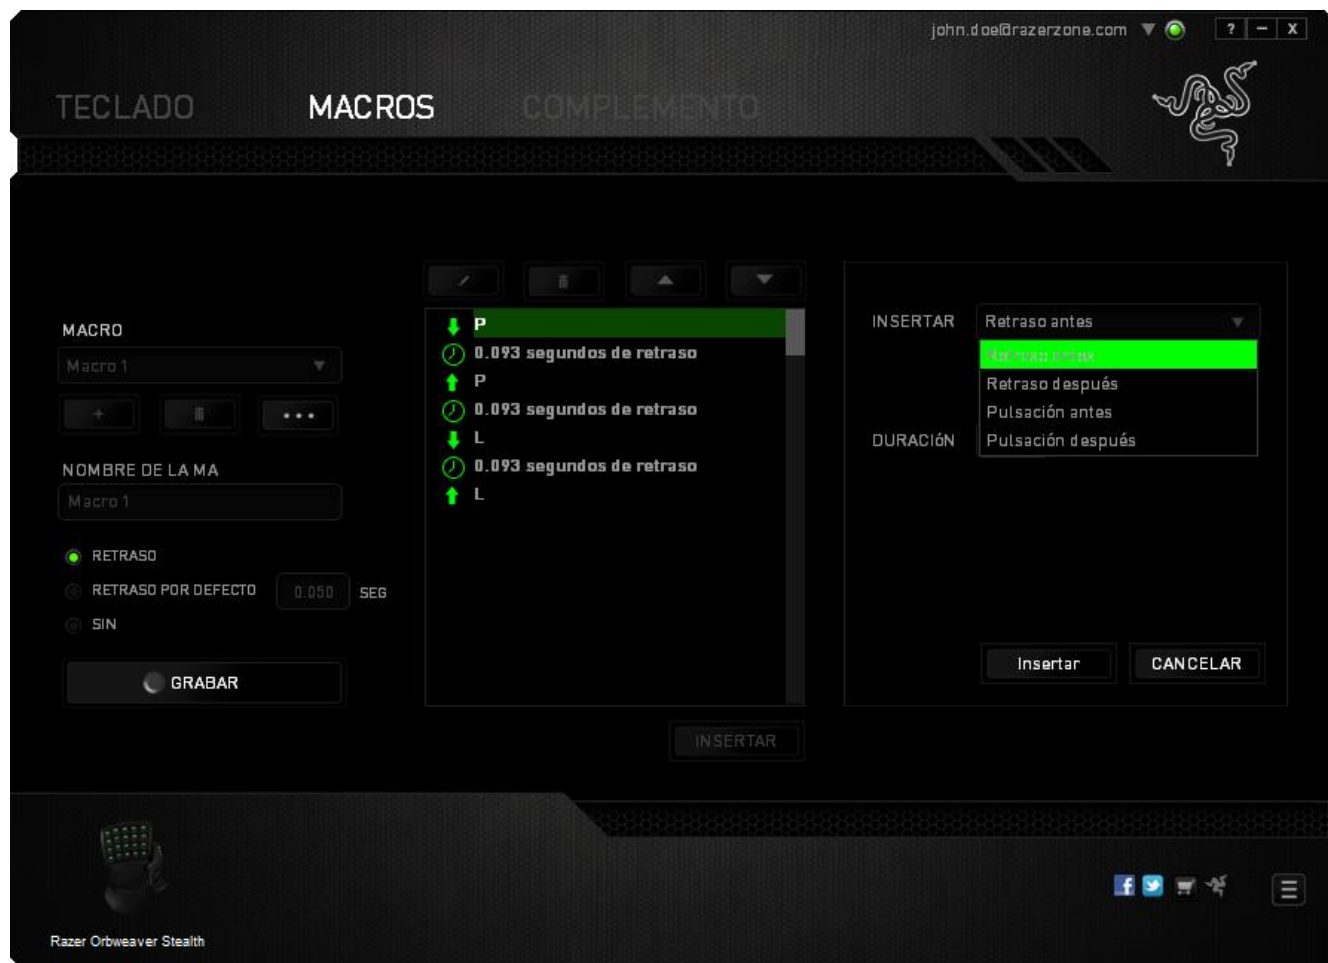 john.doe@razerzone.com
? – X
TECLADO MACROS COMPLEMENTO
MACRO
Macro 1
NOMBRE DE LA MA
Macro 1
RETRASO
RETRASO POR DEFECTO 0.050 SEG
SIN
GRABAR
P
0.093 segundos de retraso
P
0.093 segundos de retraso
L
0.093 segundos de retraso
L
INSERTAR
INSERTAR Retraso antes
Retraso antes
Retraso después
Pulsación antes
Pulsación después
DURACIóN
Insertar CANCELAR
Razer Orbweaver Stealth